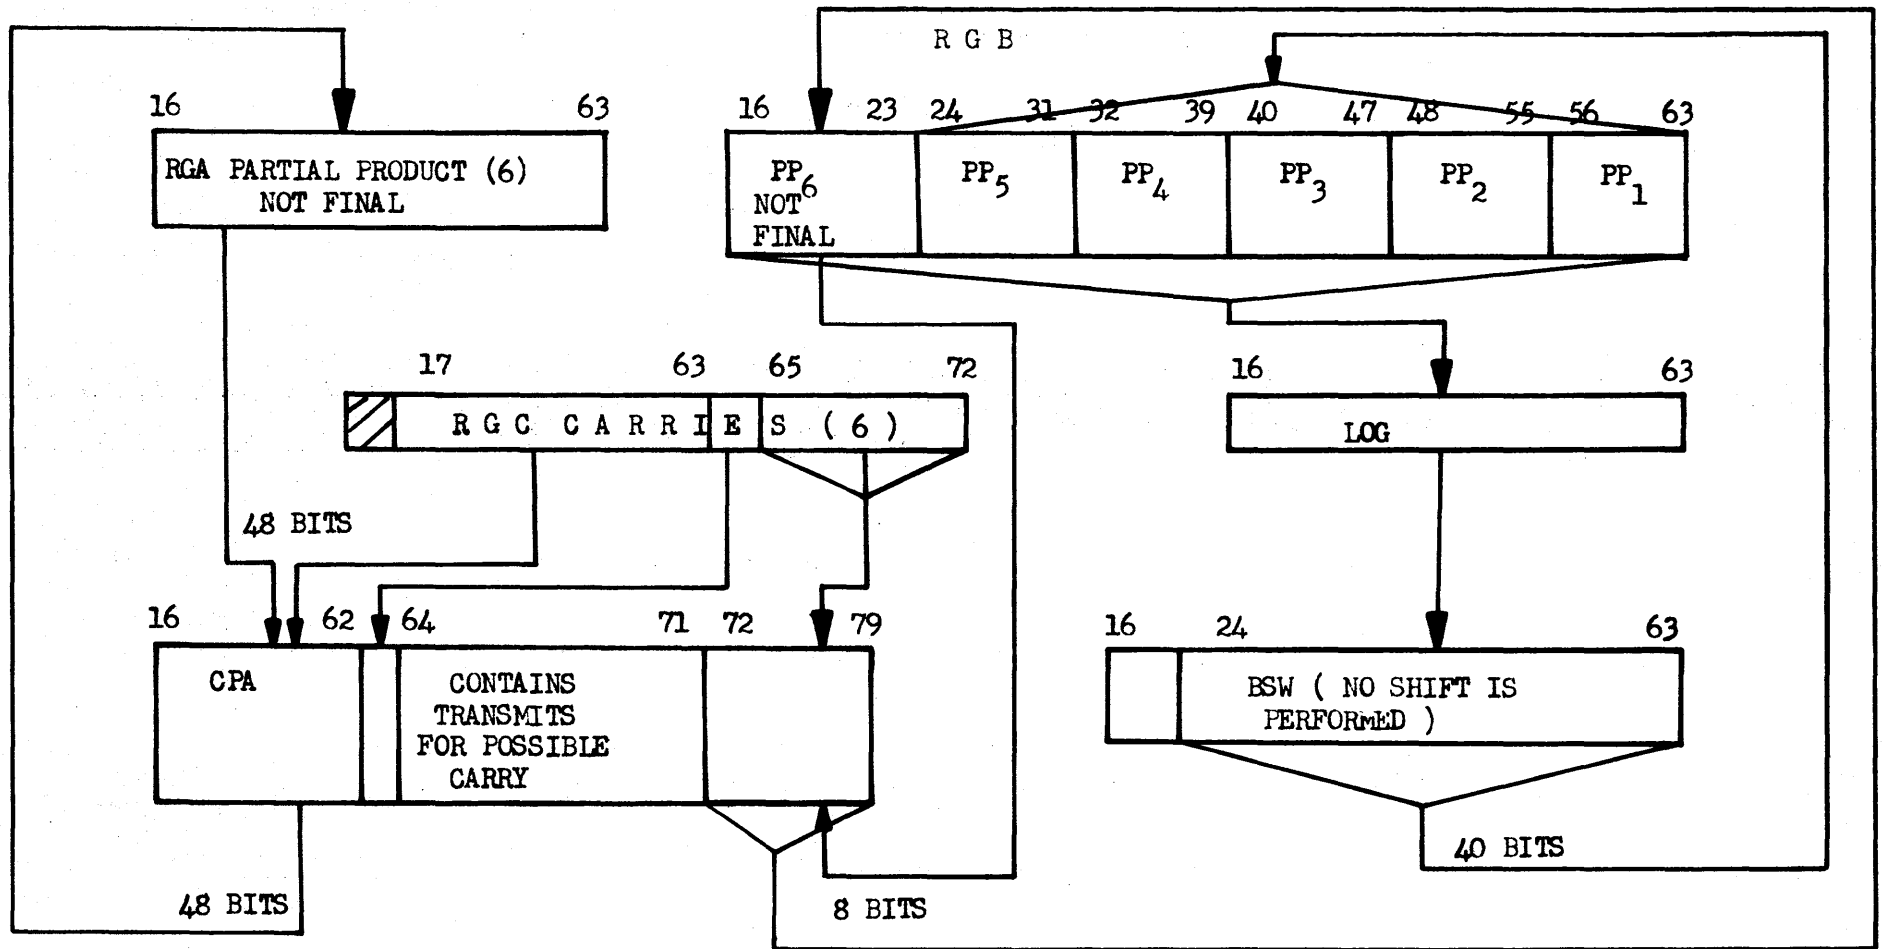 R G B
16 63
16 23 24 31 32 39 40 47 48 55 56 63
RGA PARTIAL PRODUCT (6)
NOT FINAL
PP6
NOT
FINAL
PP5
PP4
PP3
PP2
PP1
17 63 65 72
R G C C A R R I E S ( 6 )
16 63
LOG
48 BITS
16 62 64 71 72 79
CPA
CONTAINS
TRANSMITS
FOR POSSIBLE
CARRY
16 24 63
BSW ( NO SHIFT IS
PERFORMED )
40 BITS
48 BITS
8 BITS